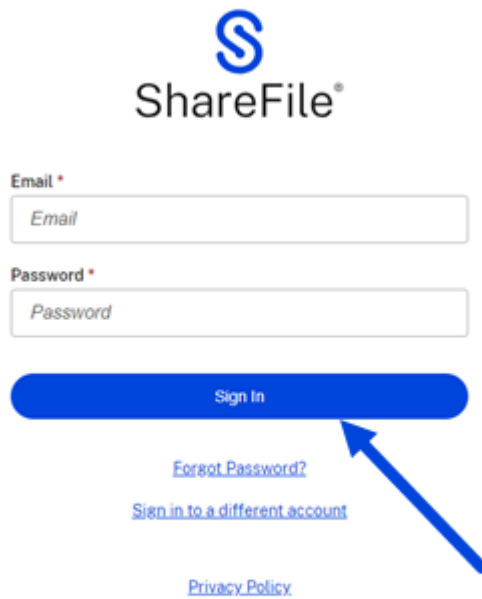 ShareFile®
Email *
Email
Password *
Password
Sign In
Forgot Password?
Sign in to a different account
Privacy Policy